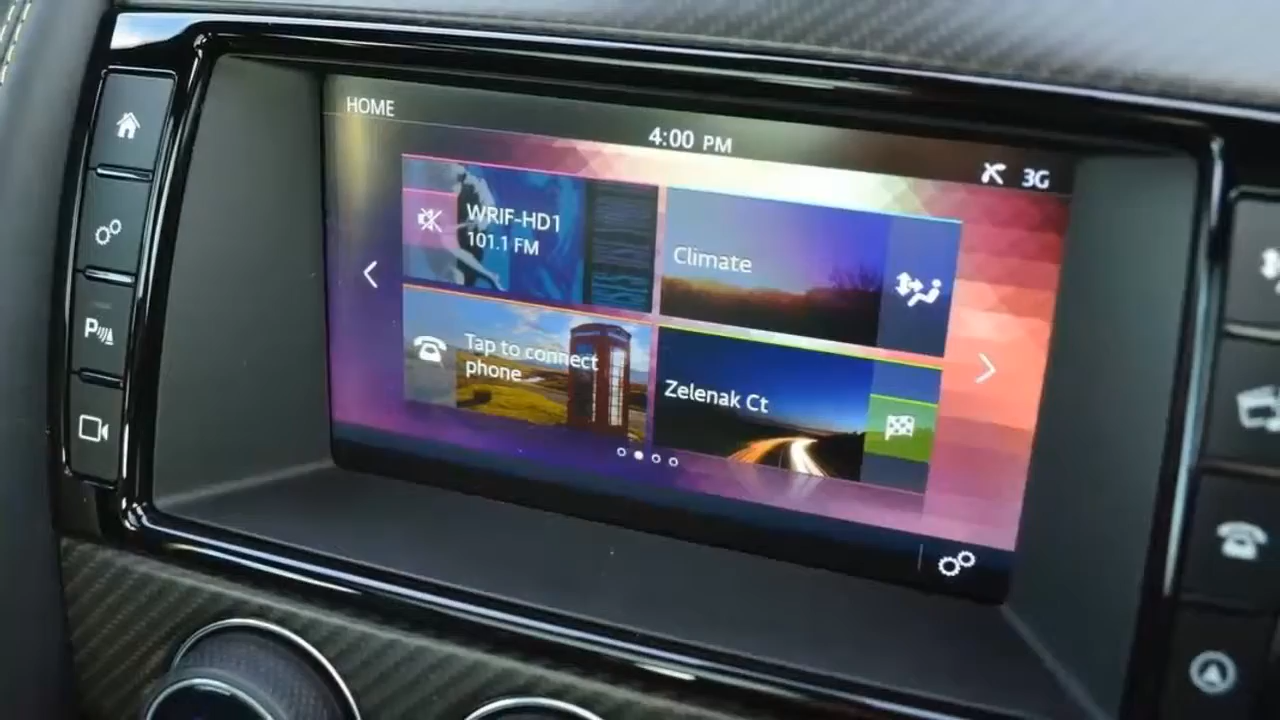 HOME
4:00 PM
3G
WRIF-HD1
101.1 FM
Climate
Tap to connect
phone
Zelenak Ct
P